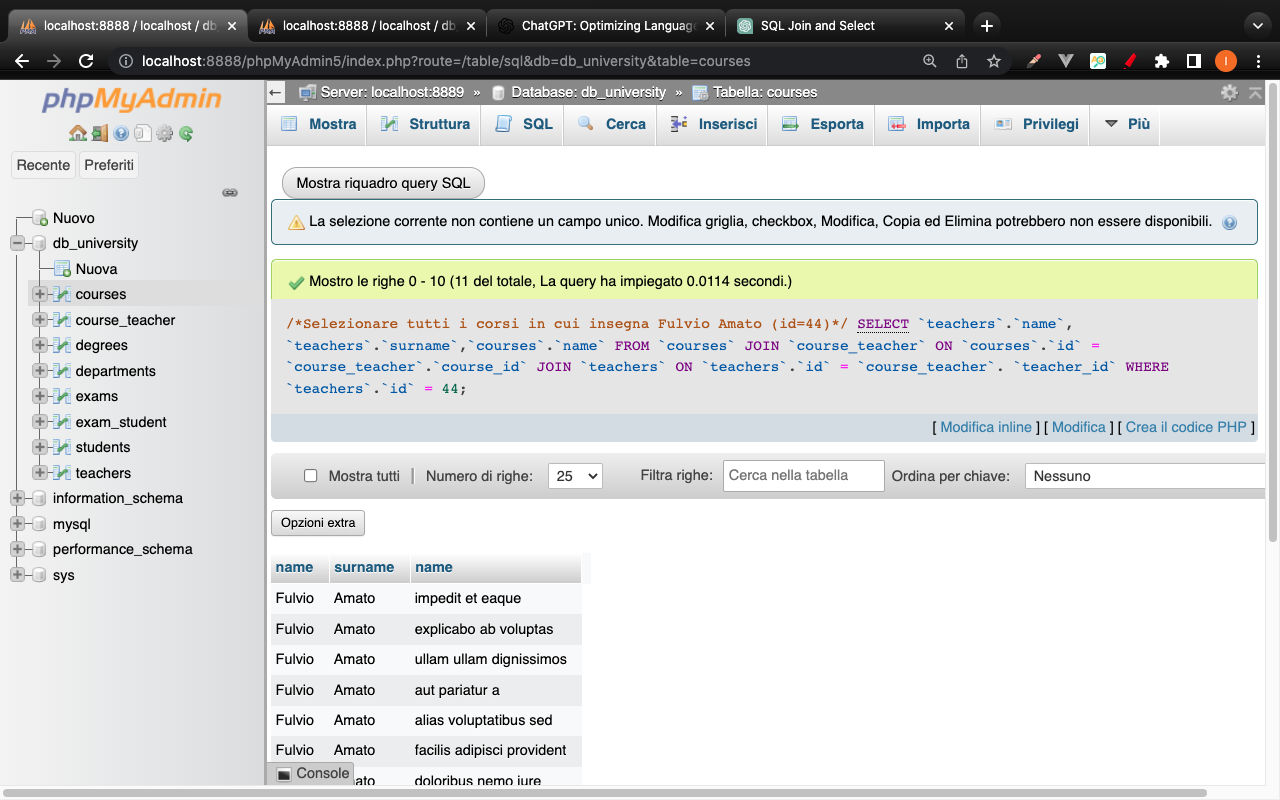 localhost:8888 / localhost / db_
localhost:8888 / localhost / db_
ChatGPT: Optimizing Language
SQL Join and Select
localhost:8888/phpMyAdmin5/index.php?route=/table/sql&db=db_university&table=courses
I
phpMyAdmin
Recente
Preferiti
Nuovo
db_university
Nuova
courses
course_teacher
degrees
departments
exams
exam_student
students
teachers
information_schema
mysql
performance_schema
sys
Server: localhost:8889 » Database: db_university » Tabella: courses
Mostra Struttura SQL Cerca Inserisci Esporta Importa Privilegi Più
Mostra riquadro query SQL
La selezione corrente non contiene un campo unico. Modifica griglia, checkbox, Modifica, Copia ed Elimina potrebbero non essere disponibili.
Mostro le righe 0 - 10 (11 del totale, La query ha impiegato 0.0114 secondi.)
/*Selezionare tutti i corsi in cui insegna Fulvio Amato (id=44)*/ SELECT `teachers`.`name`,
`teachers`.`surname`,`courses`.`name` FROM `courses` JOIN `course_teacher` ON `courses`.`id` =
`course_teacher`.`course_id` JOIN `teachers` ON `teachers`.`id` = `course_teacher`. `teacher_id` WHERE
`teachers`.`id` = 44;
[ Modifica inline ] [ Modifica ] [ Crea il codice PHP ]
Mostra tutti | Numero di righe: 25 Filtra righe: Cerca nella tabella Ordina per chiave: Nessuno
Opzioni extra
name surname name
Fulvio Amato impedit et eaque
Fulvio Amato explicabo ab voluptas
Fulvio Amato ullam ullam dignissimos
Fulvio Amato aut pariatur a
Fulvio Amato alias voluptatibus sed
Fulvio Amato facilis adipisci provident
Console mato doloribus nemo iure